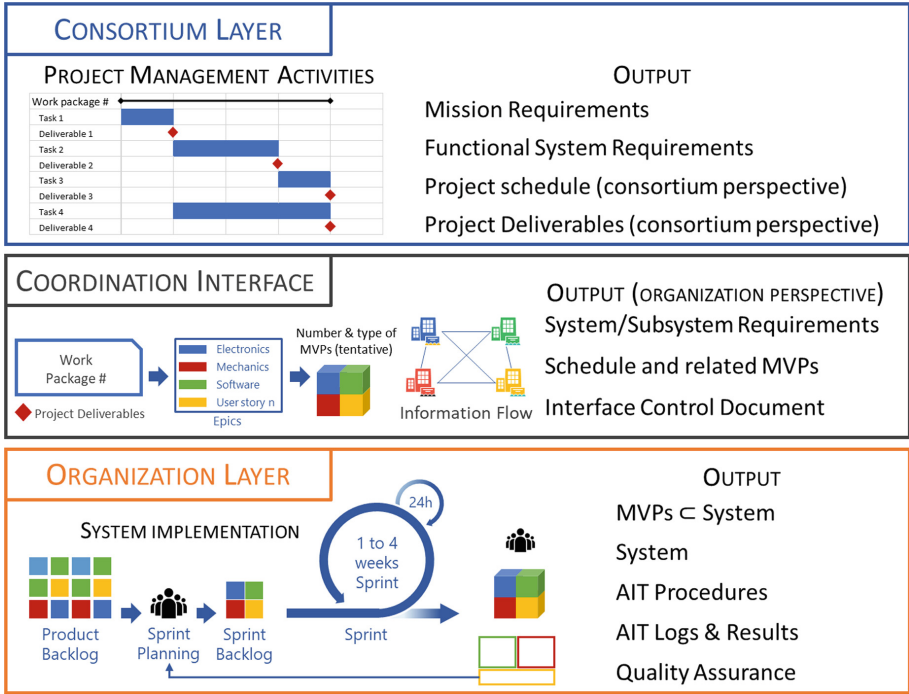 CONSORTIUM LAYER
PROJECT MANAGEMENT ACTIVITIES
Work package #
Task 1
Deliverable 1
Task 2
Deliverable 2
Task 3
Deliverable 3
Task 4
Deliverable 4
OUTPUT
Mission Requirements
Functional System Requirements
Project schedule (consortium perspective)
Project Deliverables (consortium perspective)
COORDINATION INTERFACE
Work
Package #
Project Deliverables
Electronics
Mechanics
Software
User story n
Epics
Number & type of
MVPs (tentative)
Information Flow
OUTPUT (ORGANIZATION PERSPECTIVE)
System/Subsystem Requirements
Schedule and related MVPs
Interface Control Document
ORGANIZATION LAYER
SYSTEM IMPLEMENTATION
Product
Backlog
Sprint
Planning
Sprint
Backlog
24h
1 to 4
weeks
Sprint
Sprint
OUTPUT
MVPs ⊂ System
System
AIT Procedures
AIT Logs & Results
Quality Assurance